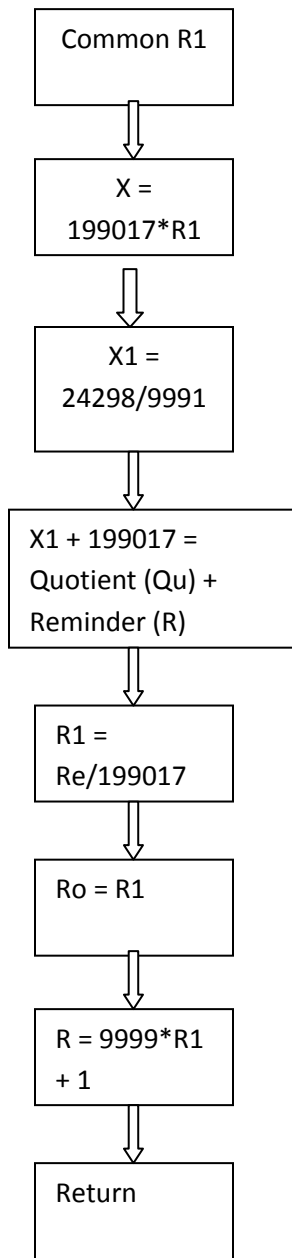 Common R1
X =
199017*R1
X1 =
24298/9991
X1 + 199017 =
Quotient (Qu) +
Reminder (R)
R1 =
Re/199017
Ro = R1
R = 9999*R1
+ 1
Return